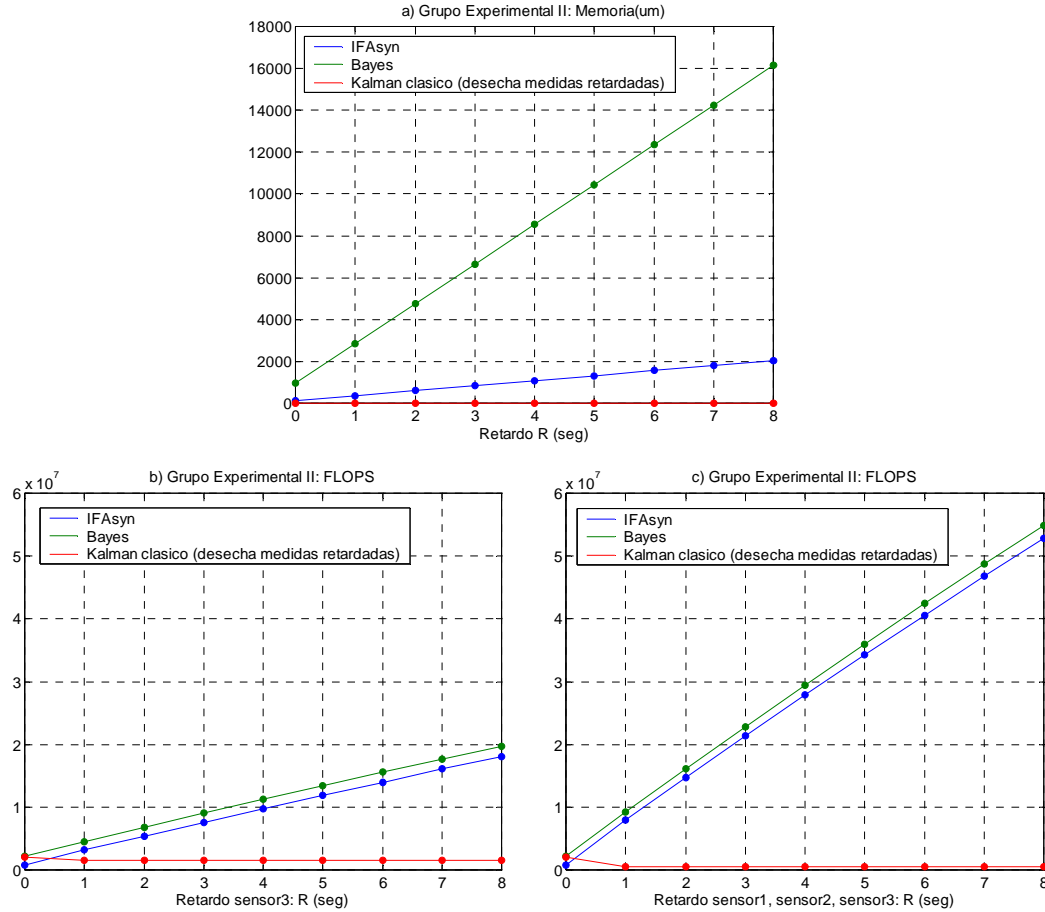 a) Grupo Experimental II: Memoria(um)
18000
16000
14000
12000
10000
8000
6000
4000
2000
0
IFAsyn
Bayes
Kalman clasico (desecha medidas retardadas)
0 1 2 3 4 5 6 7 8
Retardo R (seg)
b) Grupo Experimental II: FLOPS
x 10^7
6
5
4
3
2
1
0
IFAsyn
Bayes
Kalman clasico (desecha medidas retardadas)
0 1 2 3 4 5 6 7 8
Retardo sensor3: R (seg)
c) Grupo Experimental II: FLOPS
x 10^7
6
5
4
3
2
1
0
IFAsyn
Bayes
Kalman clasico (desecha medidas retardadas)
0 1 2 3 4 5 6 7 8
Retardo sensor1, sensor2, sensor3: R (seg)